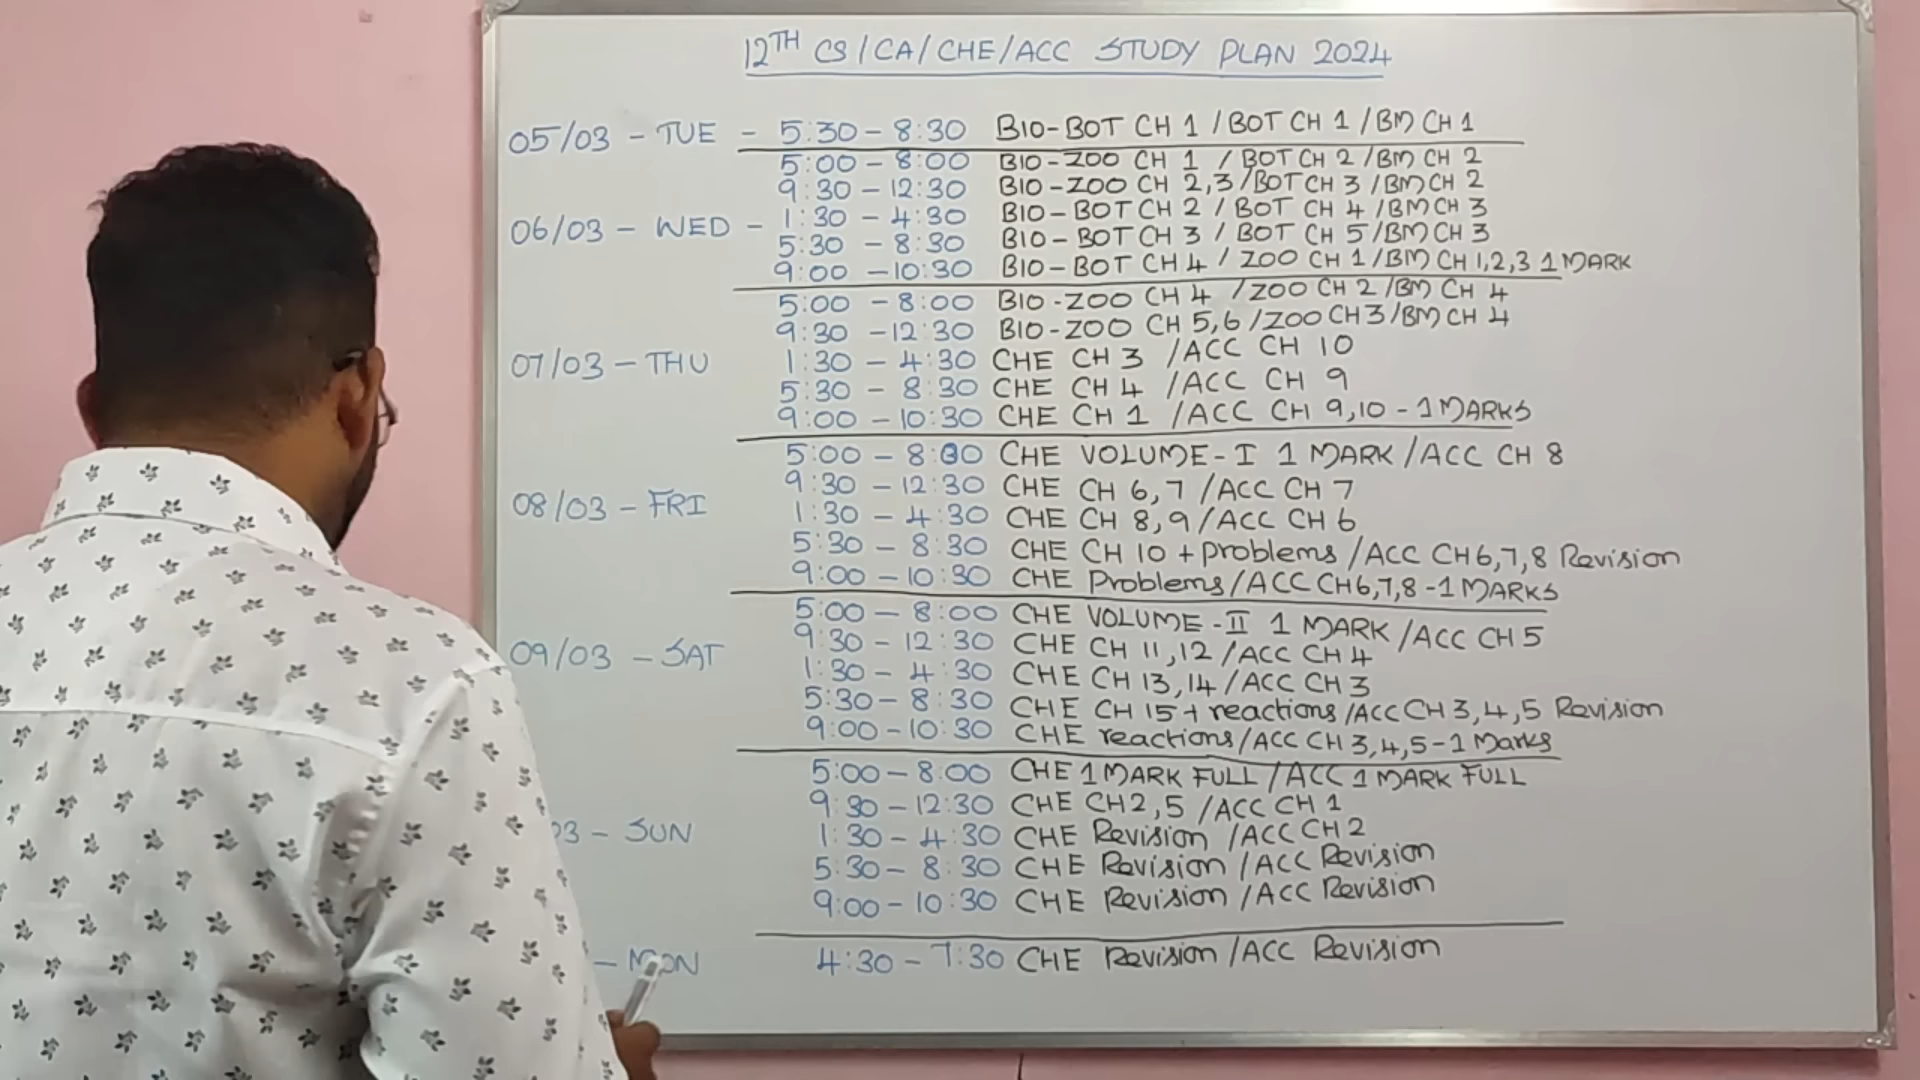 12TH CS/CA/CHE/ACC STUDY PLAN 2024
05/03 - TUE - 5:30 - 8:30 BIO-BOT CH 1 / BOT CH 1 / BM CH 1
5:00 - 8:00 BIO-ZOO CH 1 / BOT CH 2 / BM CH 2
9:30 - 12:30 BIO-ZOO CH 2,3 / BOT CH 3 / BM CH 2
06/03 - WED - 1:30 - 4:30 BIO-BOT CH 2 / BOT CH 4 / BM CH 3
5:30 - 8:30 BIO-BOT CH 3 / BOT CH 5 / BM CH 3
9:00 - 10:30 BIO-BOT CH 4 / ZOO CH 1 / BM CH 1,2,3 1 MARK
5:00 - 8:00 BIO-ZOO CH 4 / ZOO CH 2 / BM CH 4
9:30 - 12:30 BIO-ZOO CH 5,6 / ZOO CH 3 / BM CH 4
07/03 - THU 1:30 - 4:30 CHE CH 3 / ACC CH 10
5:30 - 8:30 CHE CH 4 / ACC CH 9
9:00 - 10:30 CHE CH 1 / ACC CH 9,10 - 1 MARKS
5:00 - 8:00 CHE VOLUME-I 1 MARK / ACC CH 8
9:30 - 12:30 CHE CH 6,7 / ACC CH 7
08/03 - FRI 1:30 - 4:30 CHE CH 8,9 / ACC CH 6
5:30 - 8:30 CHE CH 10 + problems / ACC CH 6,7,8 Revision
9:00 - 10:30 CHE Problems / ACC CH 6,7,8 - 1 MARKS
5:00 - 8:00 CHE VOLUME-II 1 MARK / ACC CH 5
9:30 - 12:30 CHE CH 11,12 / ACC CH 4
09/03 - SAT 1:30 - 4:30 CHE CH 13,14 / ACC CH 3
5:30 - 8:30 CHE CH 15 + reactions / ACC CH 3,4,5 Revision
9:00 - 10:30 CHE reactions / ACC CH 3,4,5 - 1 Marks
5:00 - 8:00 CHE 1 MARK FULL / ACC 1 MARK FULL
9:30 - 12:30 CHE CH 2,5 / ACC CH 1
03 - SUN 1:30 - 4:30 CHE Revision / ACC CH 2
5:30 - 8:30 CHE Revision / ACC Revision
9:00 - 10:30 CHE Revision / ACC Revision
- MON 4:30 - 7:30 CHE Revision / ACC Revision